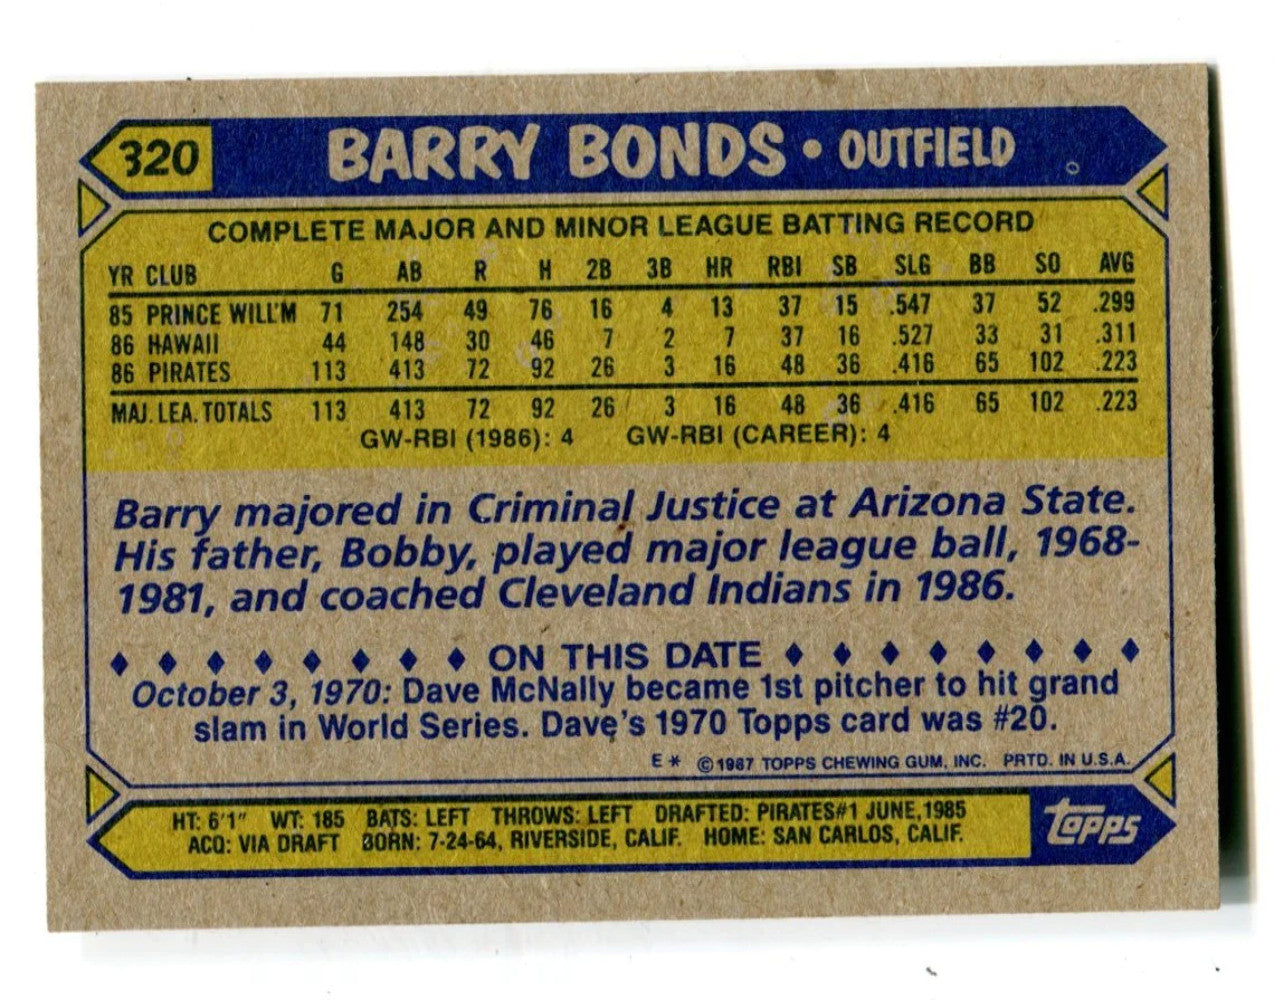 320 BARRY BONDS • OUTFIELD
COMPLETE MAJOR AND MINOR LEAGUE BATTING RECORD
YR CLUB G AB R H 2B 3B HR RBI SB SLG BB SO AVG
85 PRINCE WILL'M 71 254 49 76 16 4 13 37 15 .547 37 52 .299
86 HAWAII 44 148 30 46 7 2 7 37 16 .527 33 31 .311
86 PIRATES 113 413 72 92 26 3 16 48 36 .416 65 102 .223
MAJ. LEA. TOTALS 113 413 72 92 26 3 16 48 36 .416 65 102 .223
GW-RBI (1986): 4 GW-RBI (CAREER): 4
Barry majored in Criminal Justice at Arizona State.
His father, Bobby, played major league ball, 1968-
1981, and coached Cleveland Indians in 1986.
ON THIS DATE
October 3, 1970: Dave McNally became 1st pitcher to hit grand
slam in World Series. Dave's 1970 Topps card was #20.
E* ©1987 TOPPS CHEWING GUM, INC. PRTD. IN U.S.A.
HT: 6'1" WT: 185 BATS: LEFT THROWS: LEFT DRAFTED: PIRATES#1 JUNE, 1985
ACQ: VIA DRAFT BORN: 7-24-64, RIVERSIDE, CALIF. HOME: SAN CARLOS, CALIF.
topps